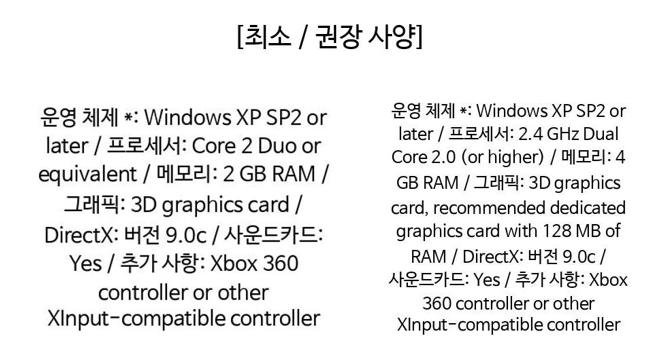 [최소 / 권장 사양]
운영 체제 *: Windows XP SP2 or
later / 프로세서: Core 2 Duo or
equivalent / 메모리: 2 GB RAM /
그래픽: 3D graphics card /
DirectX: 버전 9.0c / 사운드카드:
Yes / 추가 사항: Xbox 360
controller or other
XInput-compatible controller
운영 체제 *: Windows XP SP2 or
later / 프로세서: 2.4 GHz Dual
Core 2.0 (or higher) / 메모리: 4
GB RAM / 그래픽: 3D graphics
card, recommended dedicated
graphics card with 128 MB of
RAM / DirectX: 버전 9.0c /
사운드카드: Yes / 추가 사항: Xbox
360 controller or other
XInput-compatible controller